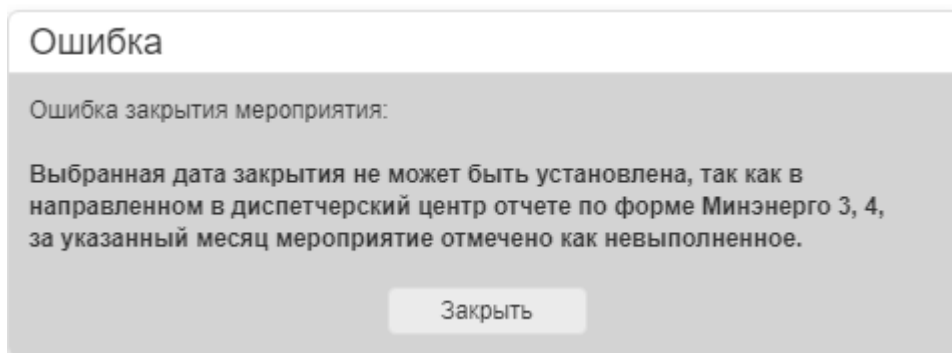 Ошибка
Ошибка закрытия мероприятия:
Выбранная дата закрытия не может быть установлена, так как в
направленном в диспетчерский центр отчете по форме Минэнерго 3, 4,
за указанный месяц мероприятие отмечено как невыполненное.
Закрыть